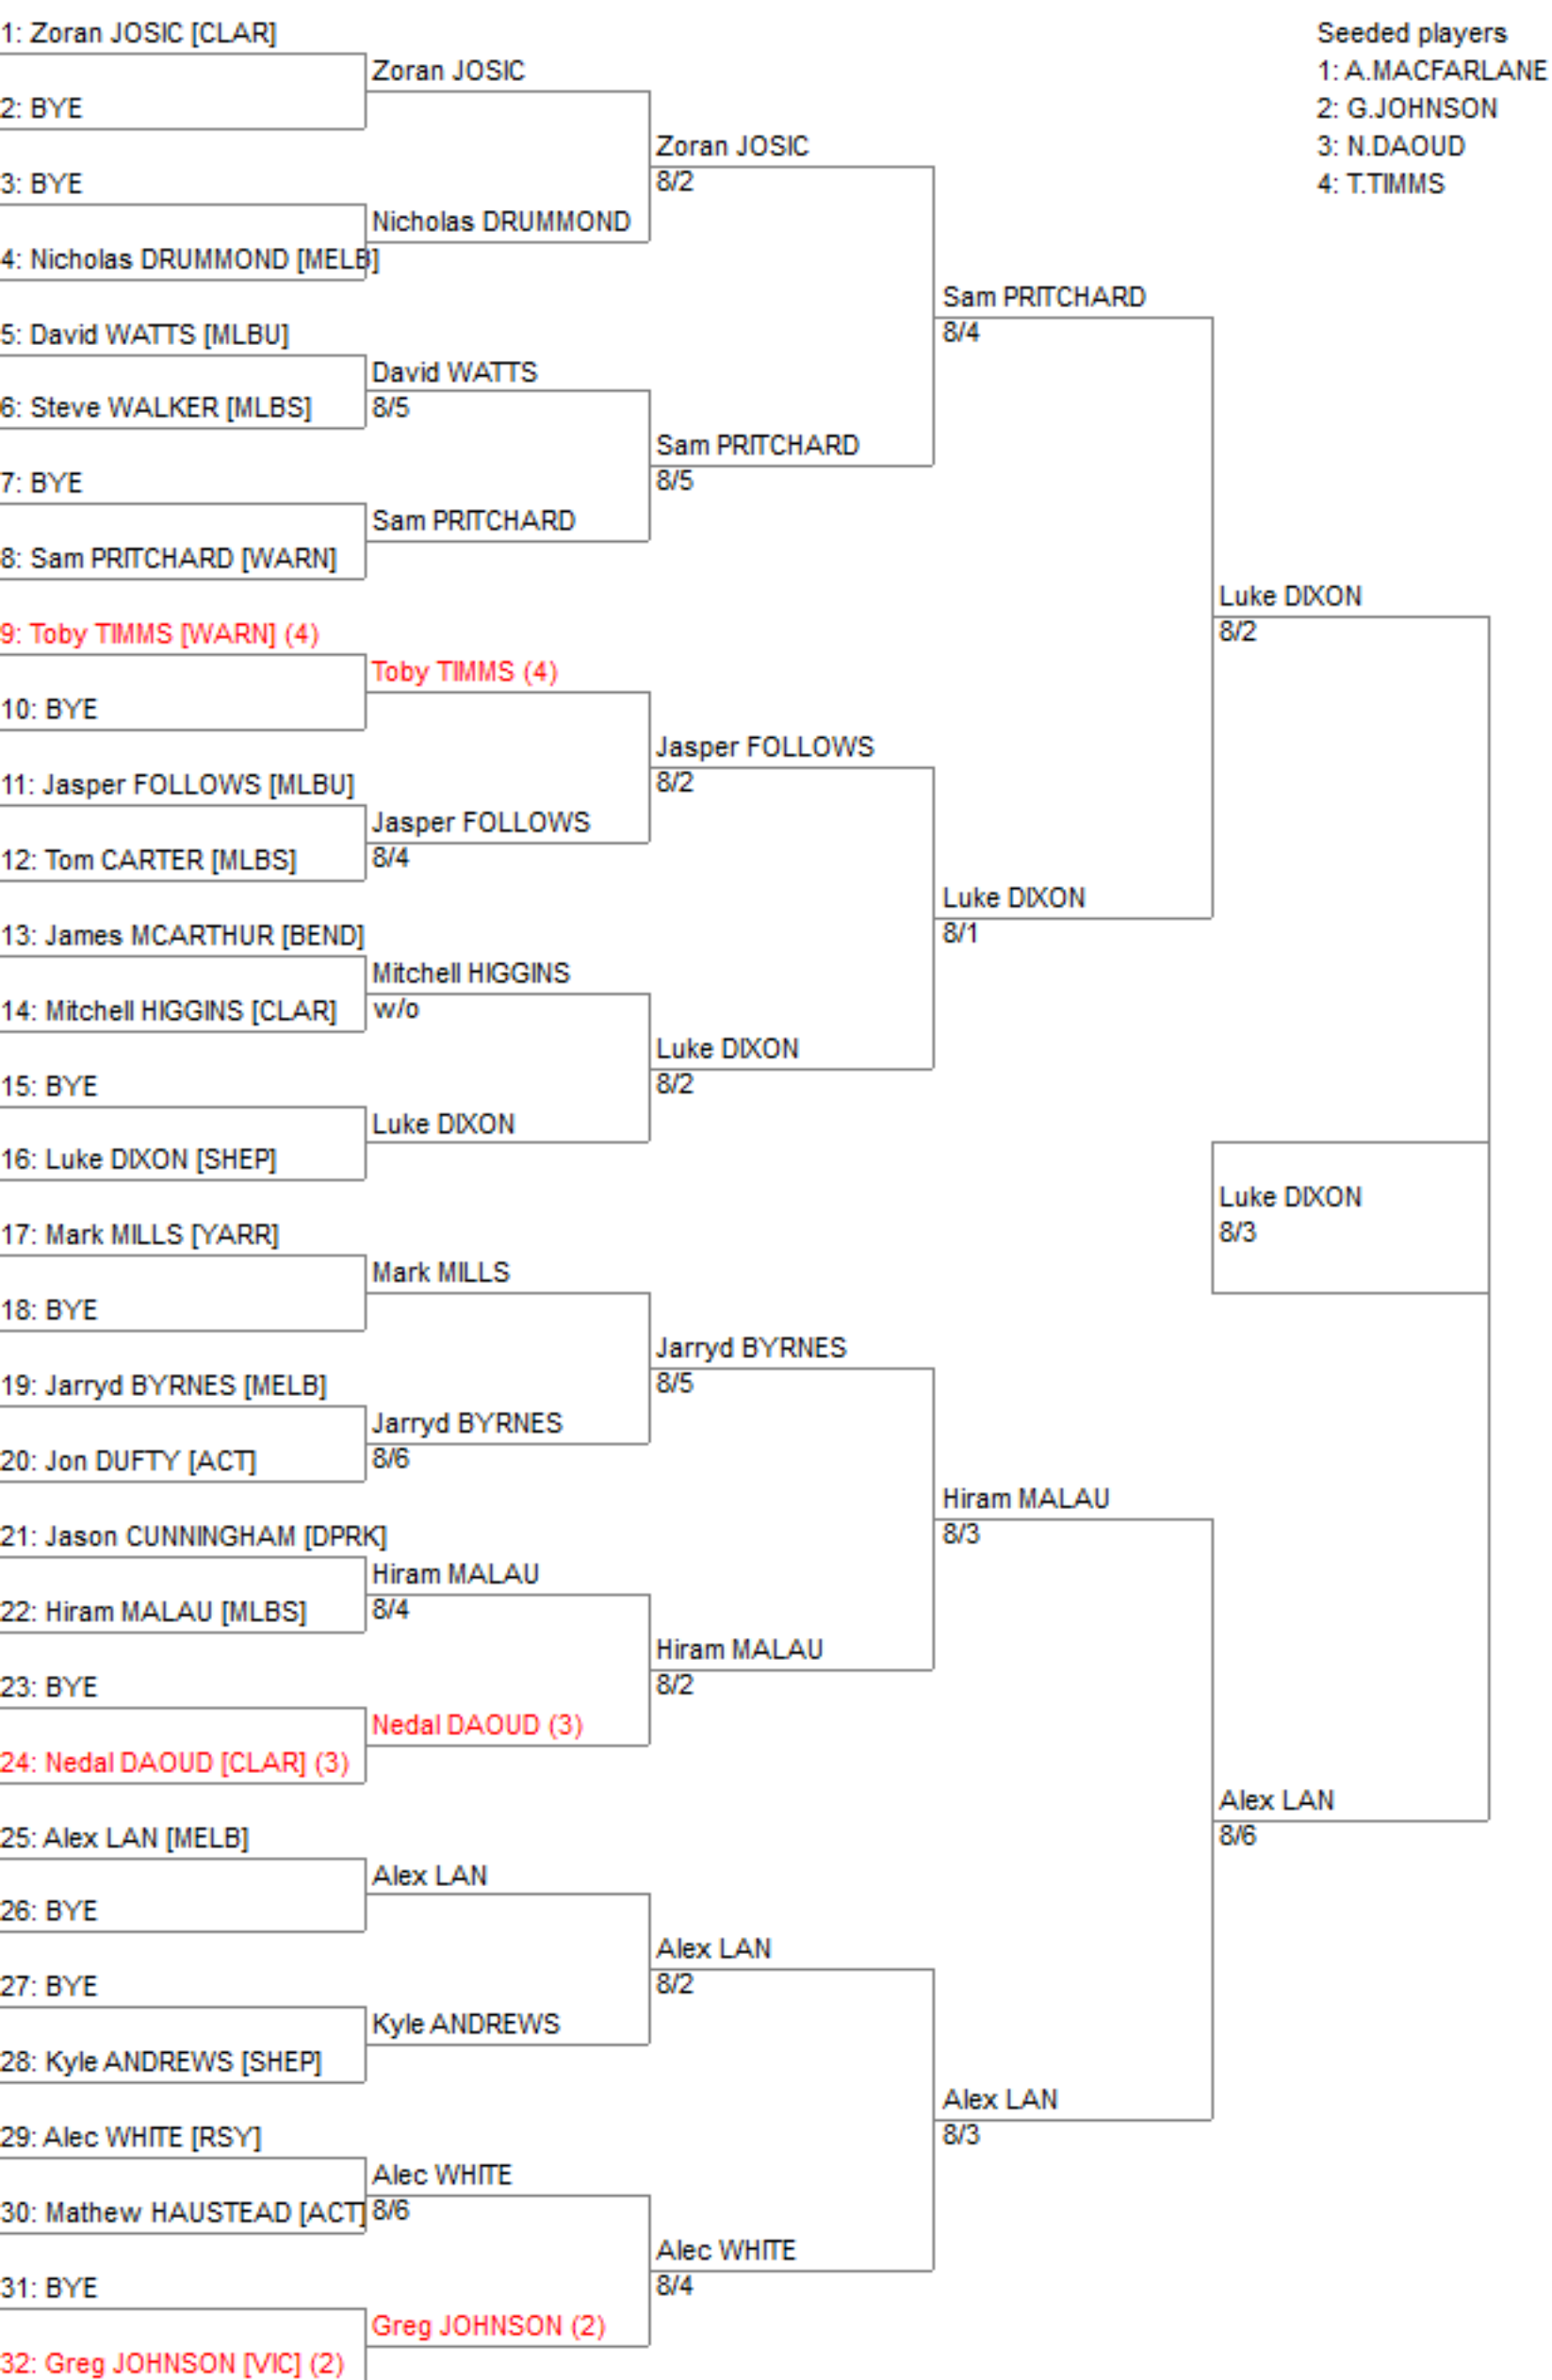 1: Zoran JOSIC [CLAR]
2: BYE
3: BYE
4: Nicholas DRUMMOND [MELB]
5: David WATTS [MLBU]
6: Steve WALKER [MLBS]
7: BYE
8: Sam PRITCHARD [WARN]
9: Toby TIMMS [WARN] (4)
10: BYE
11: Jasper FOLLOWS [MLBU]
12: Tom CARTER [MLBS]
13: James MCARTHUR [BEND]
14: Mitchell HIGGINS [CLAR]
15: BYE
16: Luke DIXON [SHEP]
17: Mark MILLS [YARR]
18: BYE
19: Jarryd BYRNES [MELB]
20: Jon DUFTY [ACT]
21: Jason CUNNINGHAM [DPRK]
22: Hiram MALAU [MLBS]
23: BYE
24: Nedal DAOUD [CLAR] (3)
25: Alex LAN [MELB]
26: BYE
27: BYE
28: Kyle ANDREWS [SHEP]
29: Alec WHITE [RSY]
30: Mathew HAUSTEAD [ACT]
31: BYE
32: Greg JOHNSON [VIC] (2)
Zoran JOSIC
Nicholas DRUMMOND
David WATTS
8/5
Sam PRITCHARD
Toby TIMMS (4)
Jasper FOLLOWS
8/4
Mitchell HIGGINS
w/o
Luke DIXON
Mark MILLS
Jarryd BYRNES
8/6
Hiram MALAU
8/4
Nedal DAOUD (3)
Alex LAN
Kyle ANDREWS
Alec WHITE
8/6
Greg JOHNSON (2)
Zoran JOSIC
8/2
Sam PRITCHARD
8/5
Jasper FOLLOWS
8/2
Luke DIXON
8/2
Jarryd BYRNES
8/5
Hiram MALAU
8/2
Alex LAN
8/2
Alec WHITE
8/4
Sam PRITCHARD
8/4
Luke DIXON
8/1
Hiram MALAU
8/3
Alex LAN
8/3
Luke DIXON
8/2
Luke DIXON
8/3
Alex LAN
8/6
Seeded players
1: A.MACFARLANE
2: G.JOHNSON
3: N.DAOUD
4: T.TIMMS